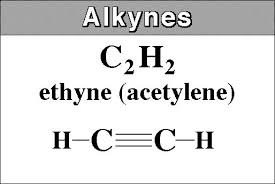 Alkynes
C₂H₂
ethyne (acetylene)
H−C≡C−H